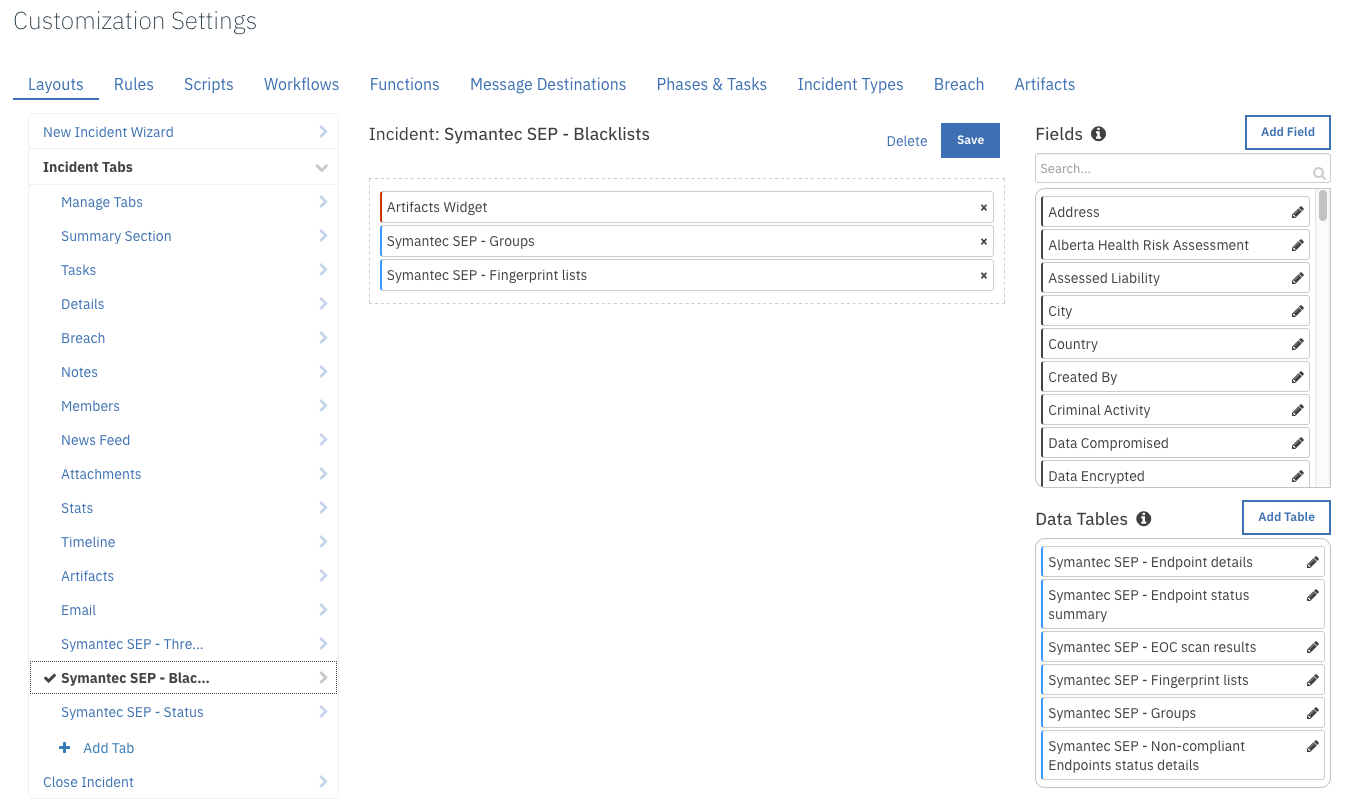 Customization Settings
Layouts Rules Scripts Workflows Functions Message Destinations Phases & Tasks Incident Types Breach Artifacts
New Incident Wizard
Incident Tabs
Manage Tabs
Summary Section
Tasks
Details
Breach
Notes
Members
News Feed
Attachments
Stats
Timeline
Artifacts
Email
Symantec SEP - Thre...
Symantec SEP - Blac...
Symantec SEP - Status
Add Tab
Close Incident
Incident: Symantec SEP - Blacklists
Delete Save
Artifacts Widget
Symantec SEP - Groups
Symantec SEP - Fingerprint lists
Fields Add Field
Search...
Address
Alberta Health Risk Assessment
Assessed Liability
City
Country
Created By
Criminal Activity
Data Compromised
Data Encrypted
Data Tables Add Table
Symantec SEP - Endpoint details
Symantec SEP - Endpoint status
summary
Symantec SEP - EOC scan results
Symantec SEP - Fingerprint lists
Symantec SEP - Groups
Symantec SEP - Non-compliant
Endpoints status details